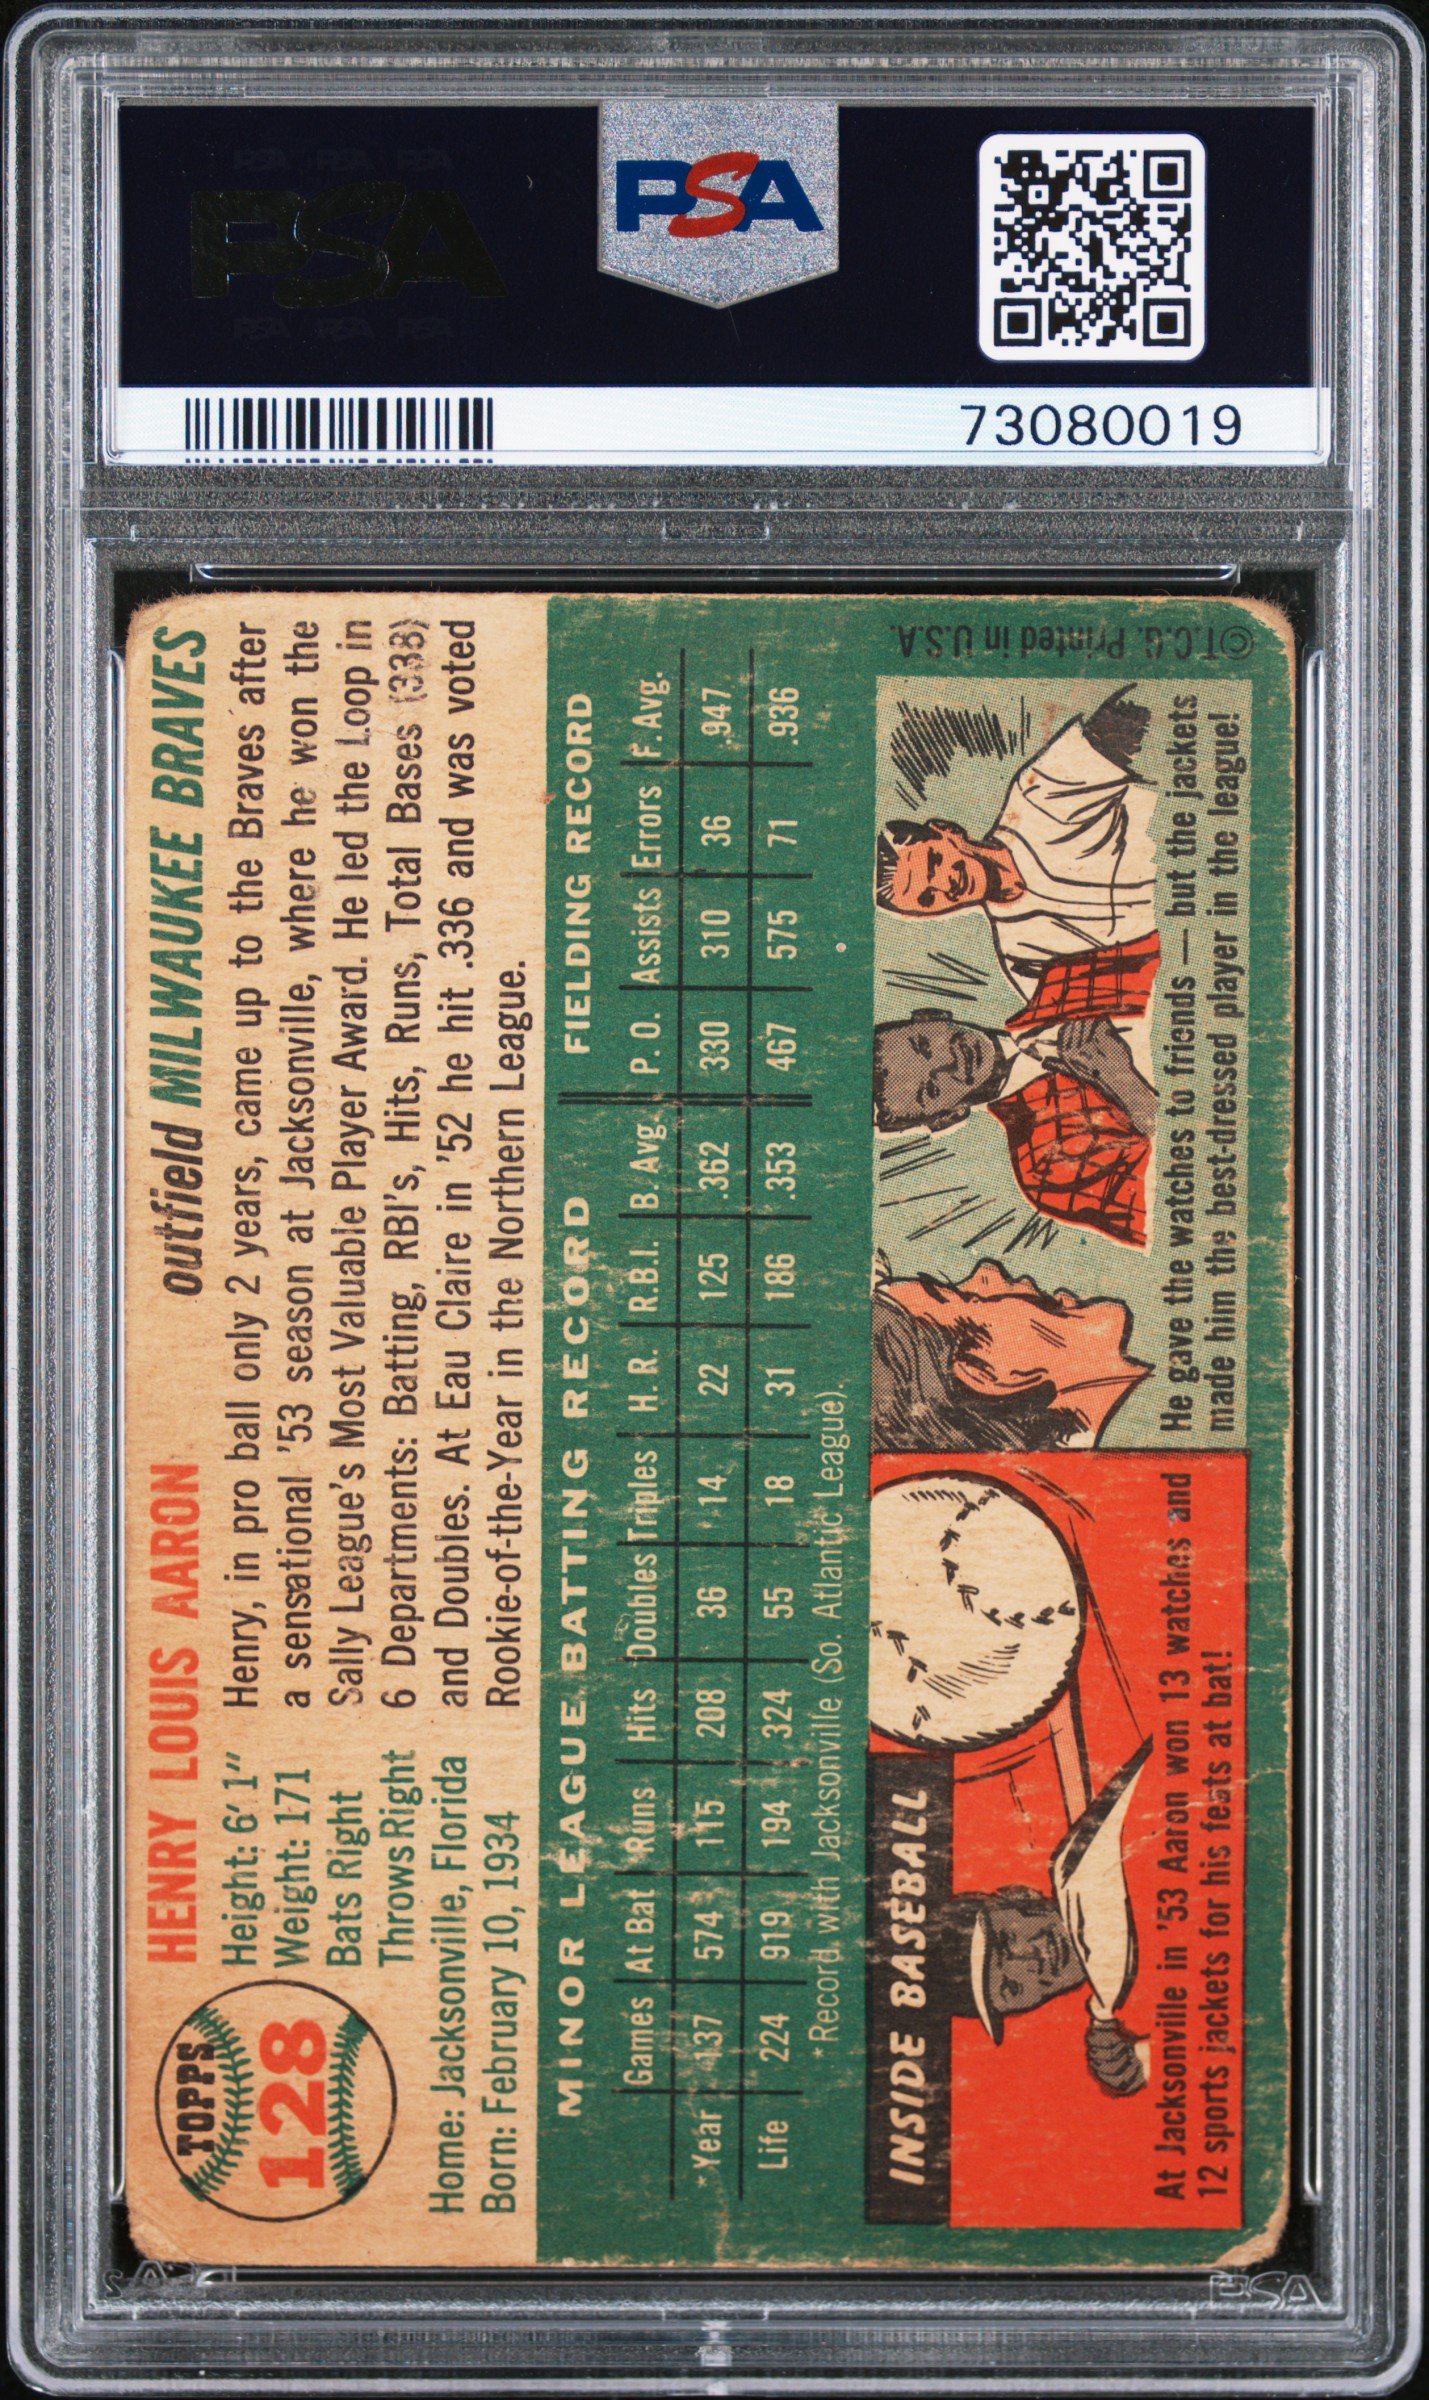 PSA PSA PSA
PSA
PSA PSA PSA
PSA
73080019
TOPPS
128
HENRY LOUIS AARON
outfield MILWAUKEE BRAVES
Height: 6' 1"
Weight: 171
Bats Right
Throws Right
Home: Jacksonville, Florida
Born: February 10, 1934
Henry, in pro ball only 2 years, came up to the Braves after
a sensational '53 season at Jacksonville, where he won the
Sally League's Most Valuable Player Award. He led the Loop in
6 Departments: Batting, RBI's, Hits, Runs, Total Bases (338)
and Doubles. At Eau Claire in '52 he hit .336 and was voted
Rookie-of-the-Year in the Northern League.
MINOR LEAGUE BATTING RECORD FIELDING RECORD
Games At Bat Runs Hits Doubles Triples H. R. R.B.I. B. Avg. P. O. Assists Errors F. Avg.
*Year 137 574 115 208 36 14 22 125 .362 330 310 36 .947
Life 224 919 194 324 55 18 31 186 .353 467 575 71 .936
*Record with Jacksonville (So. Atlantic League).
INSIDE BASEBALL
At Jacksonville in '53 Aaron won 13 watches and
12 sports jackets for his feats at bat!
He gave the watches to friends — but the jackets
made him the best-dressed player in the league!
©T.C.G. Printed in U.S.A.
PSA
PSA